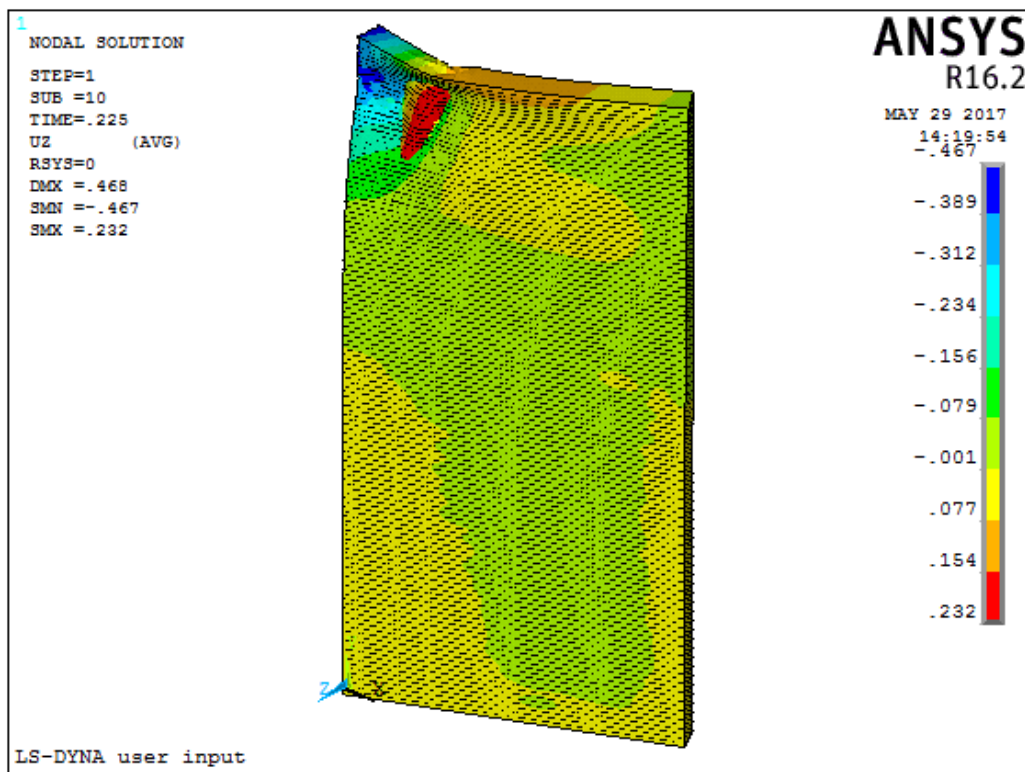 1
NODAL SOLUTION
STEP=1
SUB =10
TIME=.225
UZ (AVG)
RSYS=0
DMX =.468
SMN =-.467
SMX =.232
ANSYS
R16.2
MAY 29 2017
14:19:54
-.467
-.389
-.312
-.234
-.156
-.079
-.001
.077
.154
.232
Z
LS-DYNA user input